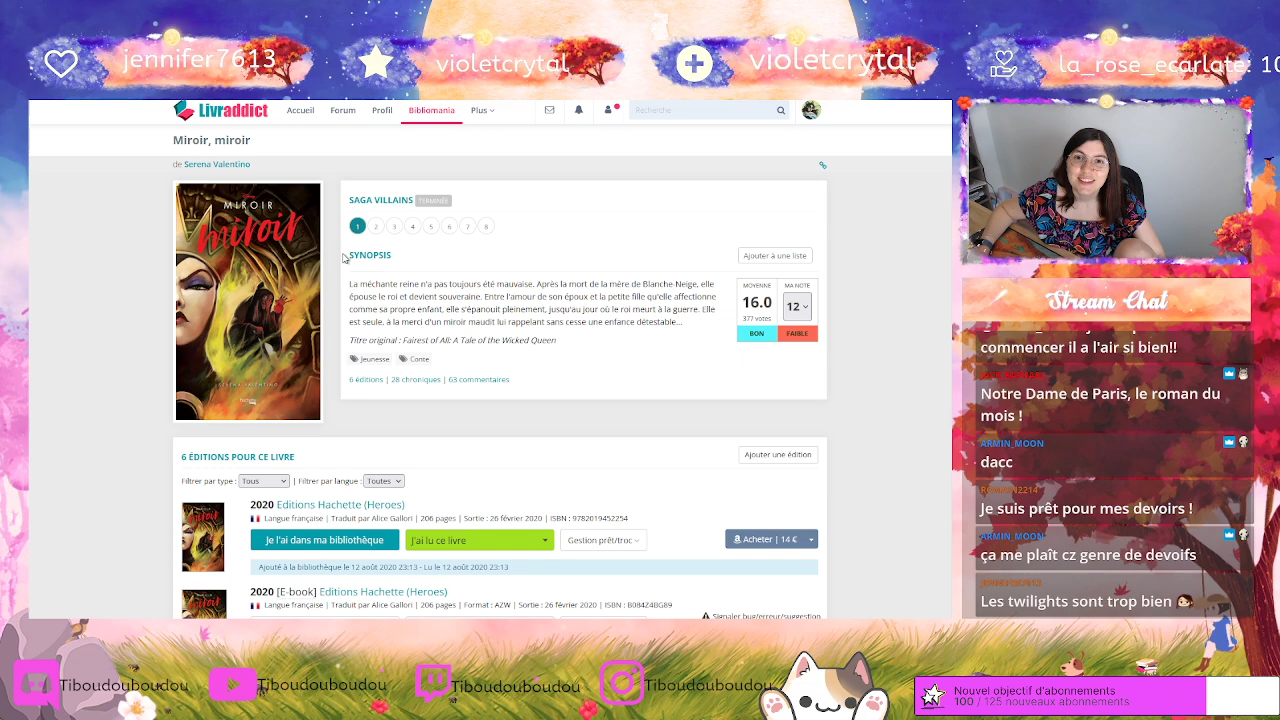 jennifer7613
violetcrytal
violetcrytal
la_rose_ecarlate: 10
Livraddict
Accueil
Forum
Profil
Bibliomania
Plus
Recherche
Miroir, miroir
de Serena Valentino
MIROIR
miroir
SERENA VALENTINO
SAGA VILLAINS TERMINÉE
1 2 3 4 5 6 7 8
SYNOPSIS
Ajouter à une liste
La méchante reine n'a pas toujours été mauvaise. Après la mort de la mère de Blanche-Neige, elle
épouse le roi et devient souveraine. Entre l'amour de son époux et la petite fille qu'elle affectionne
comme sa propre enfant, elle s'épanouit pleinement, jusqu'au jour où le roi meurt à la guerre. Elle
est seule, à la merci d'un miroir maudit lui rappelant sans cesse une enfance détestable...
Titre original : Fairest of All: A Tale of the Wicked Queen
Jeunesse Conte
6 éditions | 28 chroniques | 63 commentaires
MOYENNE
16.0
377 votes
BON
MA NOTE
12
FAIBLE
6 ÉDITIONS POUR CE LIVRE
Ajouter une édition
Filtrer par type : Tous | Filtrer par langue : Toutes
2020 Editions Hachette (Heroes)
Langue française | Traduit par Alice Gallori | 206 pages | Sortie : 26 février 2020 | ISBN : 9782019452254
Je l'ai dans ma bibliothèque
J'ai lu ce livre
Gestion prêt/troc
Acheter | 14 €
Ajouté à la bibliothèque le 12 août 2020 23:13 - Lu le 12 août 2020 23:13
2020 [E-book] Editions Hachette (Heroes)
Langue française | Traduit par Alice Gallori | 206 pages | Format : AZW | Sortie : 26 février 2020 | ISBN : B084Z4BG89
Signaler bug/erreur/suggestion
Stream Chat
commencer il a l'air si bien!!
Notre Dame de Paris, le roman du
mois !
ARMIN_MOON
dacc
Je suis prêt pour mes devoirs !
ARMIN_MOON
ça me plaît cz genre de devoifs
Les twilights sont trop bien
Tiboudouboudou
Tiboudouboudou
Tiboudouboudou
Tiboudouboudou
Nouvel objectif d'abonnements
100 / 125 nouveaux abonnements